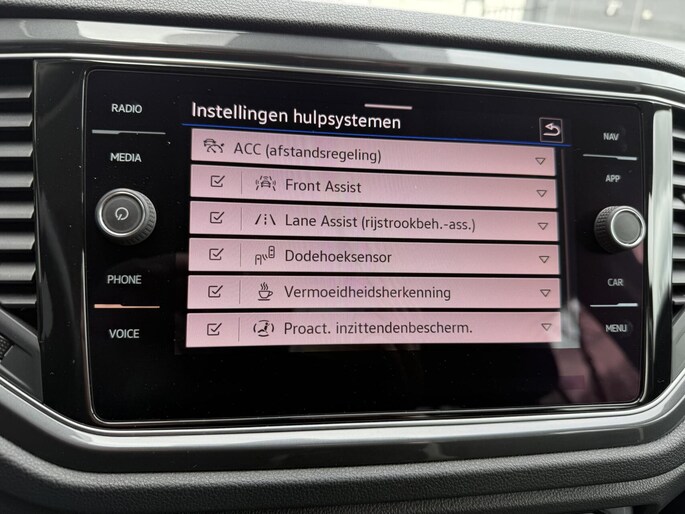 RADIO
MEDIA
PHONE
VOICE
Instellingen hulpsystemen
ACC (afstandsregeling)
Front Assist
Lane Assist (rijstrookbeh.-ass.)
Dodehoeksensor
Vermoeidheidsherkenning
Proact. inzittendenbescherm.
NAV
APP
CAR
MENU